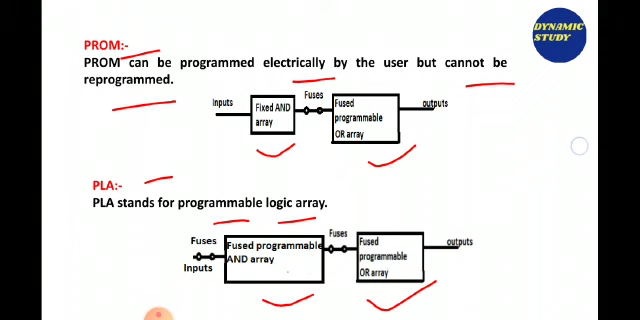 DYNAMIC
STUDY
PROM:-
PROM can be programmed electrically by the user but cannot be
reprogrammed.
Inputs
Fixed AND
array
Fuses
Fused
programmable
OR array
outputs
PLA:-
PLA stands for programmable logic array.
Fuses
Inputs
Fused programmable
AND array
Fuses
Fused
programmable
OR array
outputs